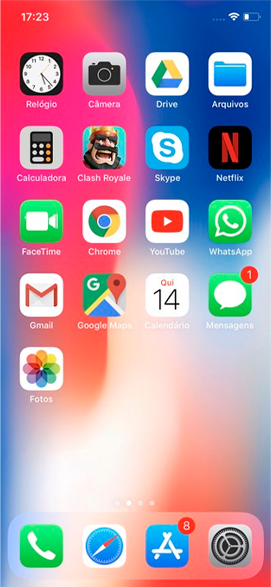 17:23
Relógio Câmera Drive Arquivos
Calculadora Clash Royale Skype Netflix
FaceTime Chrome YouTube WhatsApp
Qui
14
1
Gmail Google Maps Calendário Mensagens
Fotos
8